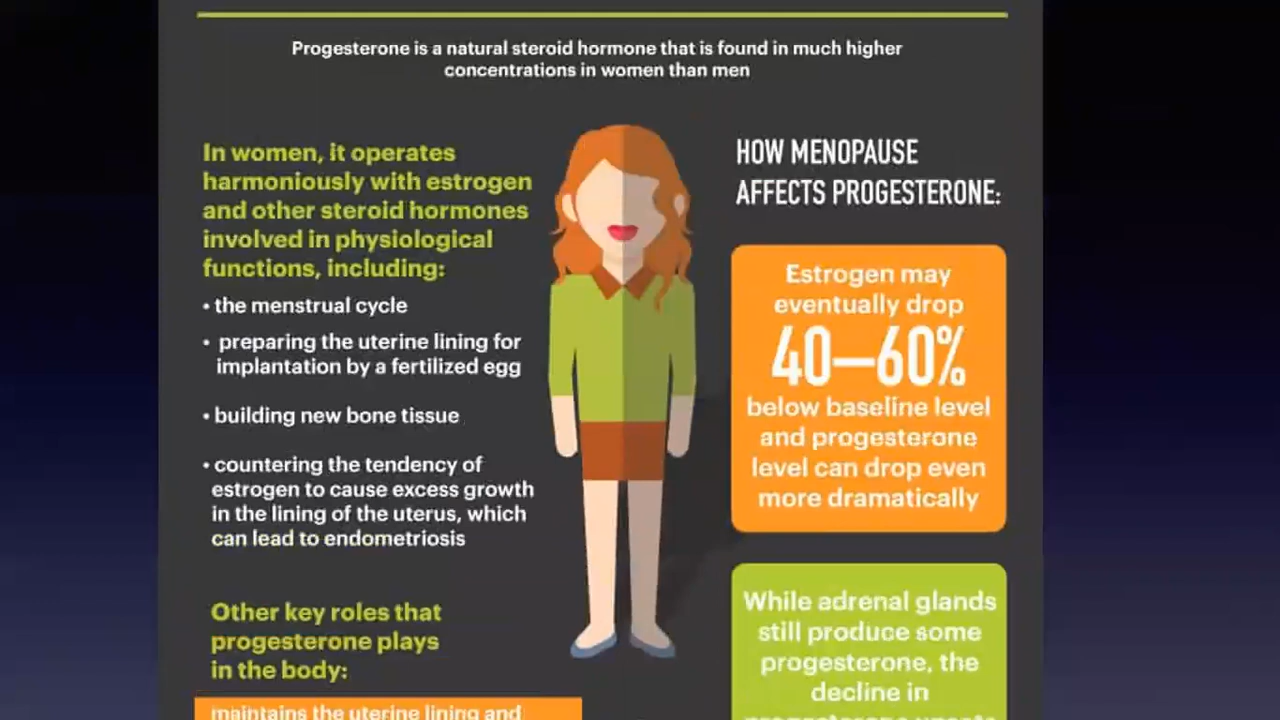 Progesterone is a natural steroid hormone that is found in much higher
concentrations in women than men
In women, it operates
harmoniously with estrogen
and other steroid hormones
involved in physiological
functions, including:
• the menstrual cycle
• preparing the uterine lining for
implantation by a fertilized egg
• building new bone tissue
• countering the tendency of
estrogen to cause excess growth
in the lining of the uterus, which
can lead to endometriosis
Other key roles that
progesterone plays
in the body:
maintains the uterine lining and
HOW MENOPAUSE
AFFECTS PROGESTERONE:
Estrogen may
eventually drop
40–60%
below baseline level
and progesterone
level can drop even
more dramatically
While adrenal glands
still produce some
progesterone, the
decline in
progesterone upsets